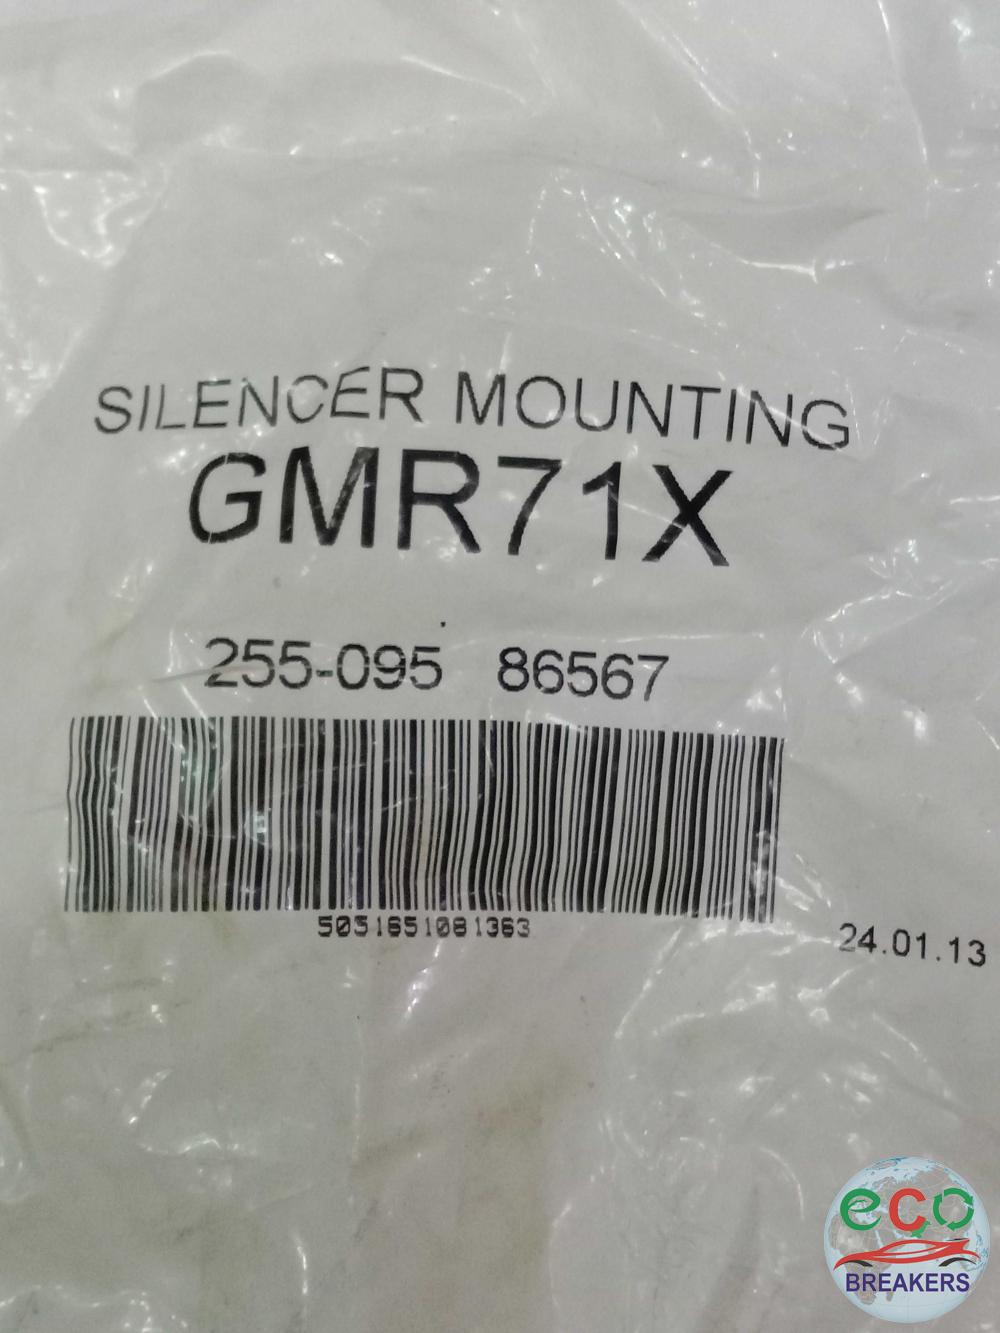 SILENCER MOUNTING
GMR71X
255-095 86567
5031651081363
24.01.13
eco
BREAKERS